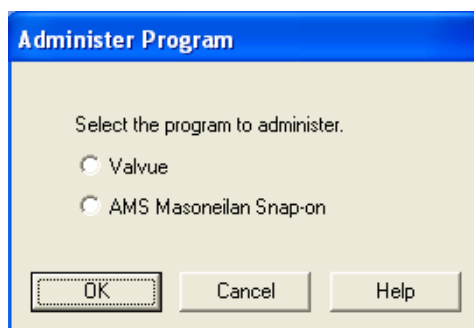 Administer Program
Select the program to administer.
Valvue
AMS Masoneilan Snap-on
OK Cancel Help